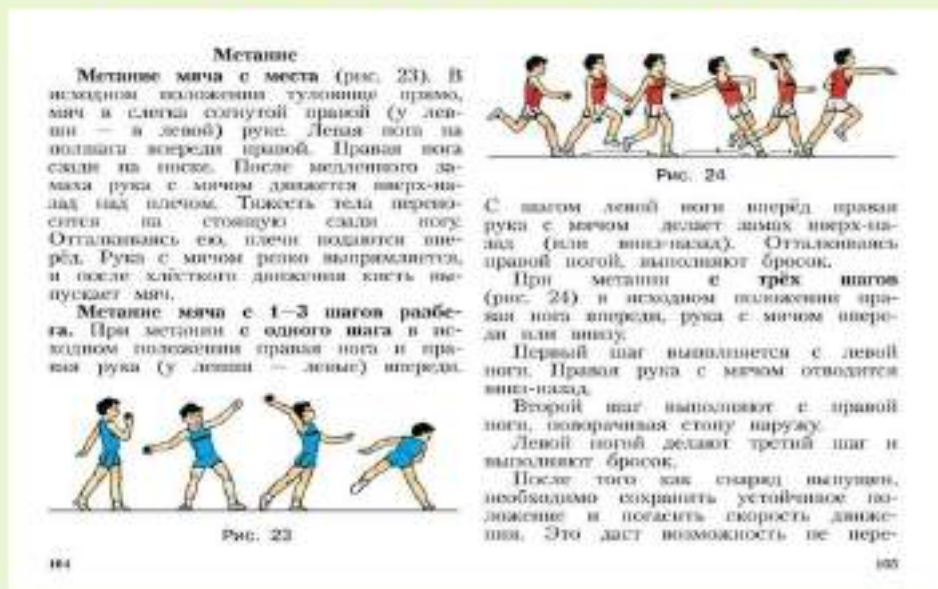 Метание
Метание мяча с места (рис. 23). В
исходном положении туловище прямо,
мяч в слегка согнутой правой (у лев-
ши — в левой) руке. Левая нога на
полшага впереди правой. Правая нога
сзади на носке. После медленного за-
маха рука с мячом движется вверх-на-
зад над плечом. Тяжесть тела перено-
сится на стоящую сзади ногу.
Отталкиваясь ею, плечи подаются впе-
рёд. Рука с мячом резко выпрямляется,
и после хлёсткого движения кисть вы-
пускает мяч.
Метание мяча с 1—3 шагов разбе-
га. При метании с одного шага в ис-
ходном положении правая нога и пра-
вая рука (у левши — левые) впереди.
Рис. 23
104
Рис. 24
С шагом левой ноги вперёд правая
рука с мячом делает замах вверх-на-
зад (или вниз-назад). Отталкиваясь
правой ногой, выполняют бросок.
При метании с трёх шагов
(рис. 24) в исходном положении пра-
вая нога впереди, рука с мячом впере-
ди или внизу.
Первый шаг выполняется с левой
ноги. Правая рука с мячом отводится
вниз-назад.
Второй шаг выполняют с правой
ноги, поворачивая стопу наружу.
Левой ногой делают третий шаг и
выполняют бросок.
После того как снаряд выпущен,
необходимо сохранить устойчивое по-
ложение и погасить скорость движе-
ния. Это даст возможность не пере-
105